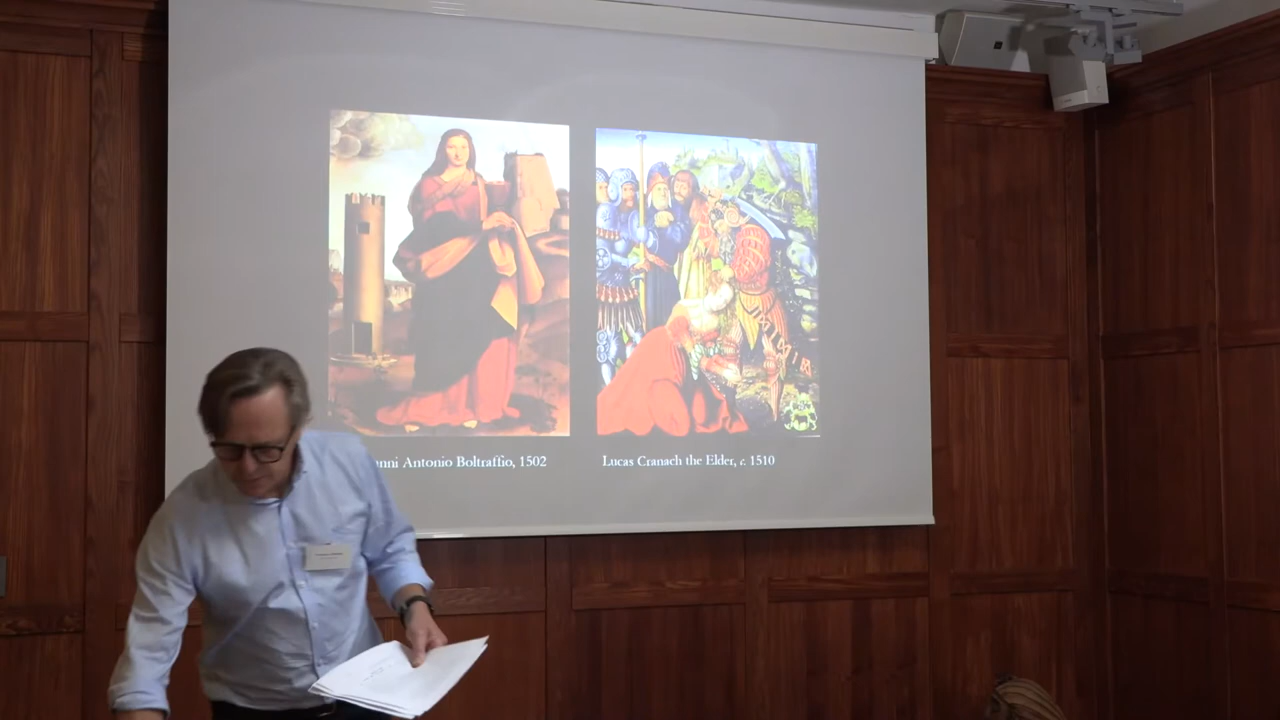 nni Antonio Boltraffio, 1502
Lucas Cranach the Elder, c. 1510